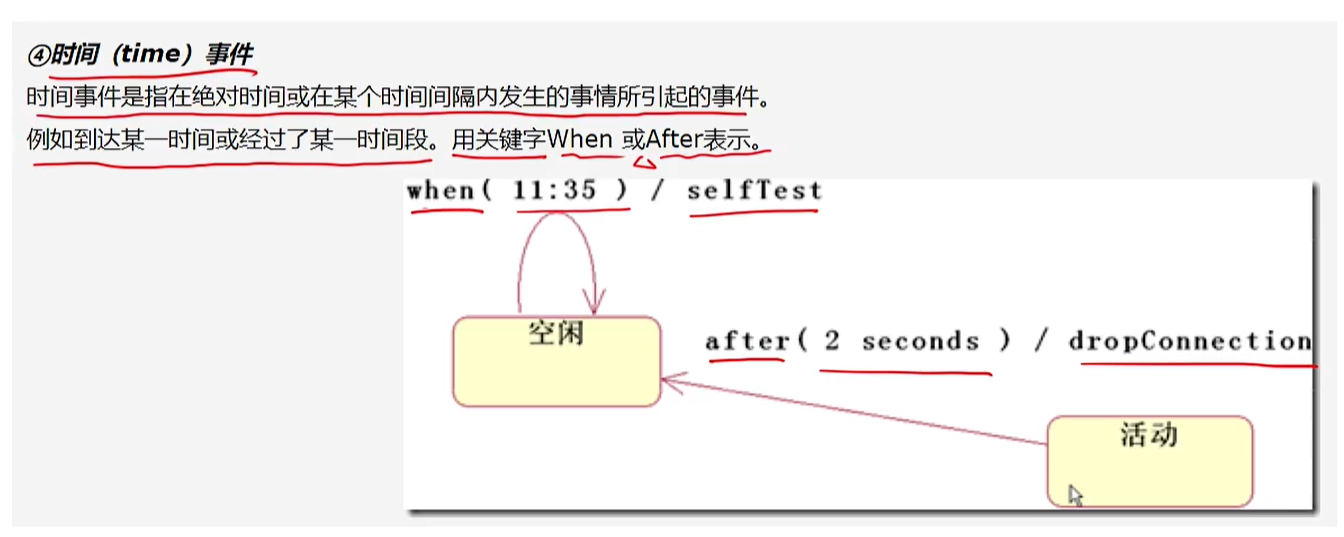 ④时间（time）事件
时间事件是指在绝对时间或在某个时间间隔内发生的事情所引起的事件。
例如到达某一时间或经过了某一时间段。用关键字When 或After表示。
when( 11:35 ) / selfTest
空闲
after( 2 seconds ) / dropConnection
活动